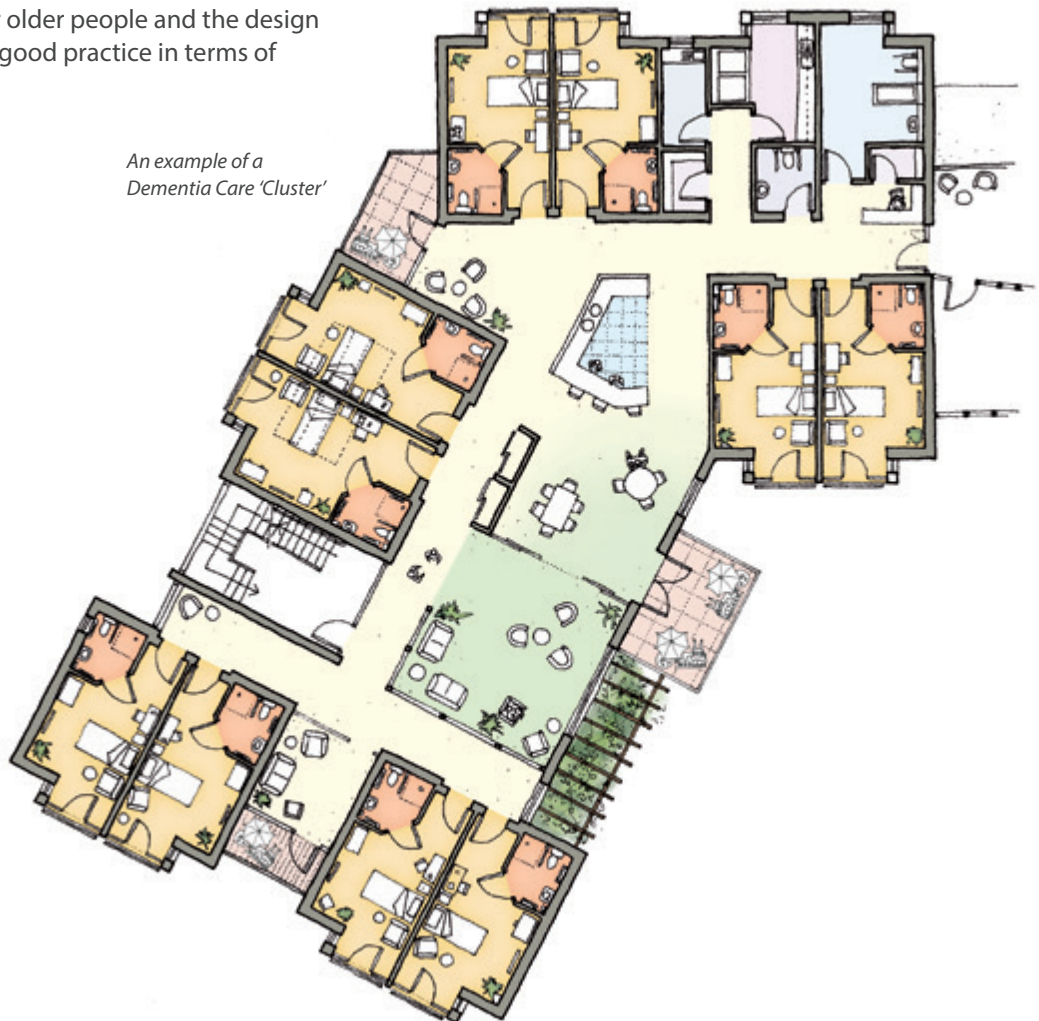 older people and the design
good practice in terms of
An example of a
Dementia Care ‘Cluster’